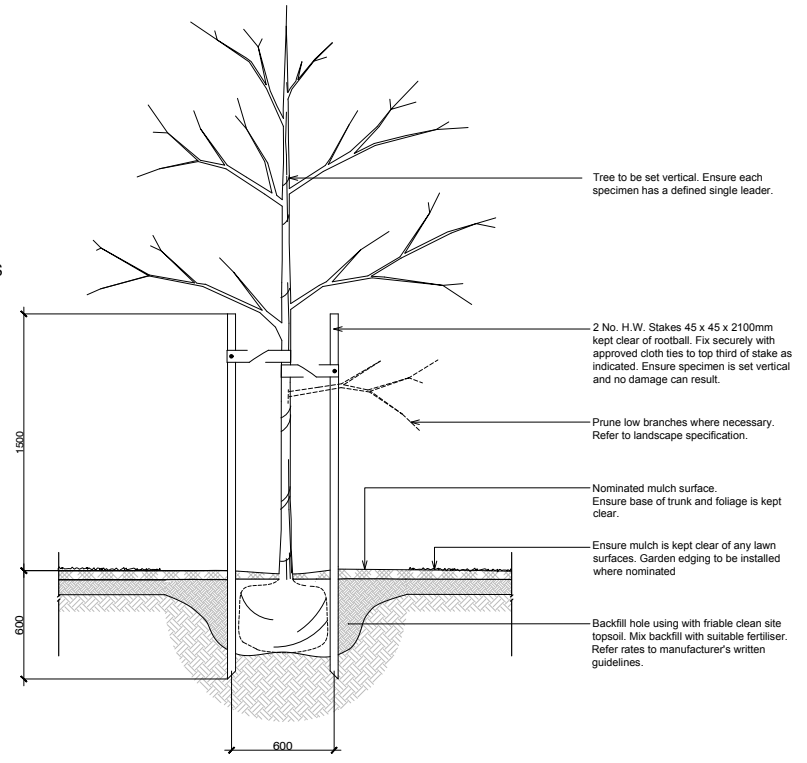 Tree to be set vertical. Ensure each
specimen has a defined single leader.
S
2 No. H.W. Stakes 45 x 45 x 2100mm
kept clear of rootball. Fix securely with
approved cloth ties to top third of stake as
indicated. Ensure specimen is set vertical
and no damage can result.
Prune low branches where necessary.
Refer to landscape specification.
1500
Nominated mulch surface.
Ensure base of trunk and foliage is kept
clear.
Ensure mulch is kept clear of any lawn
surfaces. Garden edging to be installed
where nominated
600
Backfill hole using with friable clean site
topsoil. Mix backfill with suitable fertiliser.
Refer rates to manufacturer's written
guidelines.
600